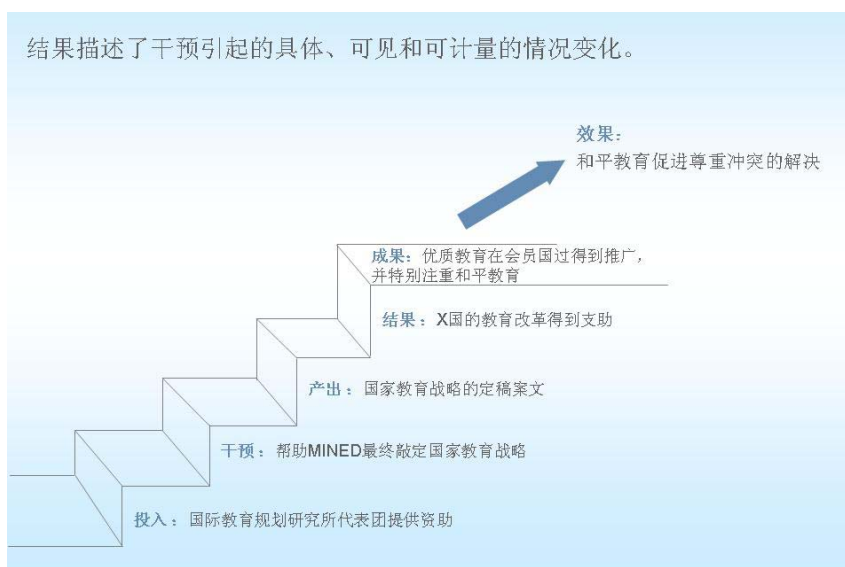 结果描述了干预引起的具体、可见和可计量的情况变化。
效果：
和平教育促进尊重冲突的解决
成果：优质教育在会员国过得到推广，
并特别注重和平教育
结果：X国的教育改革得到支助
产出：国家教育战略的定稿案文
干预：帮助MINED最终敲定国家教育战略
投入：国际教育规划研究所代表团提供资助